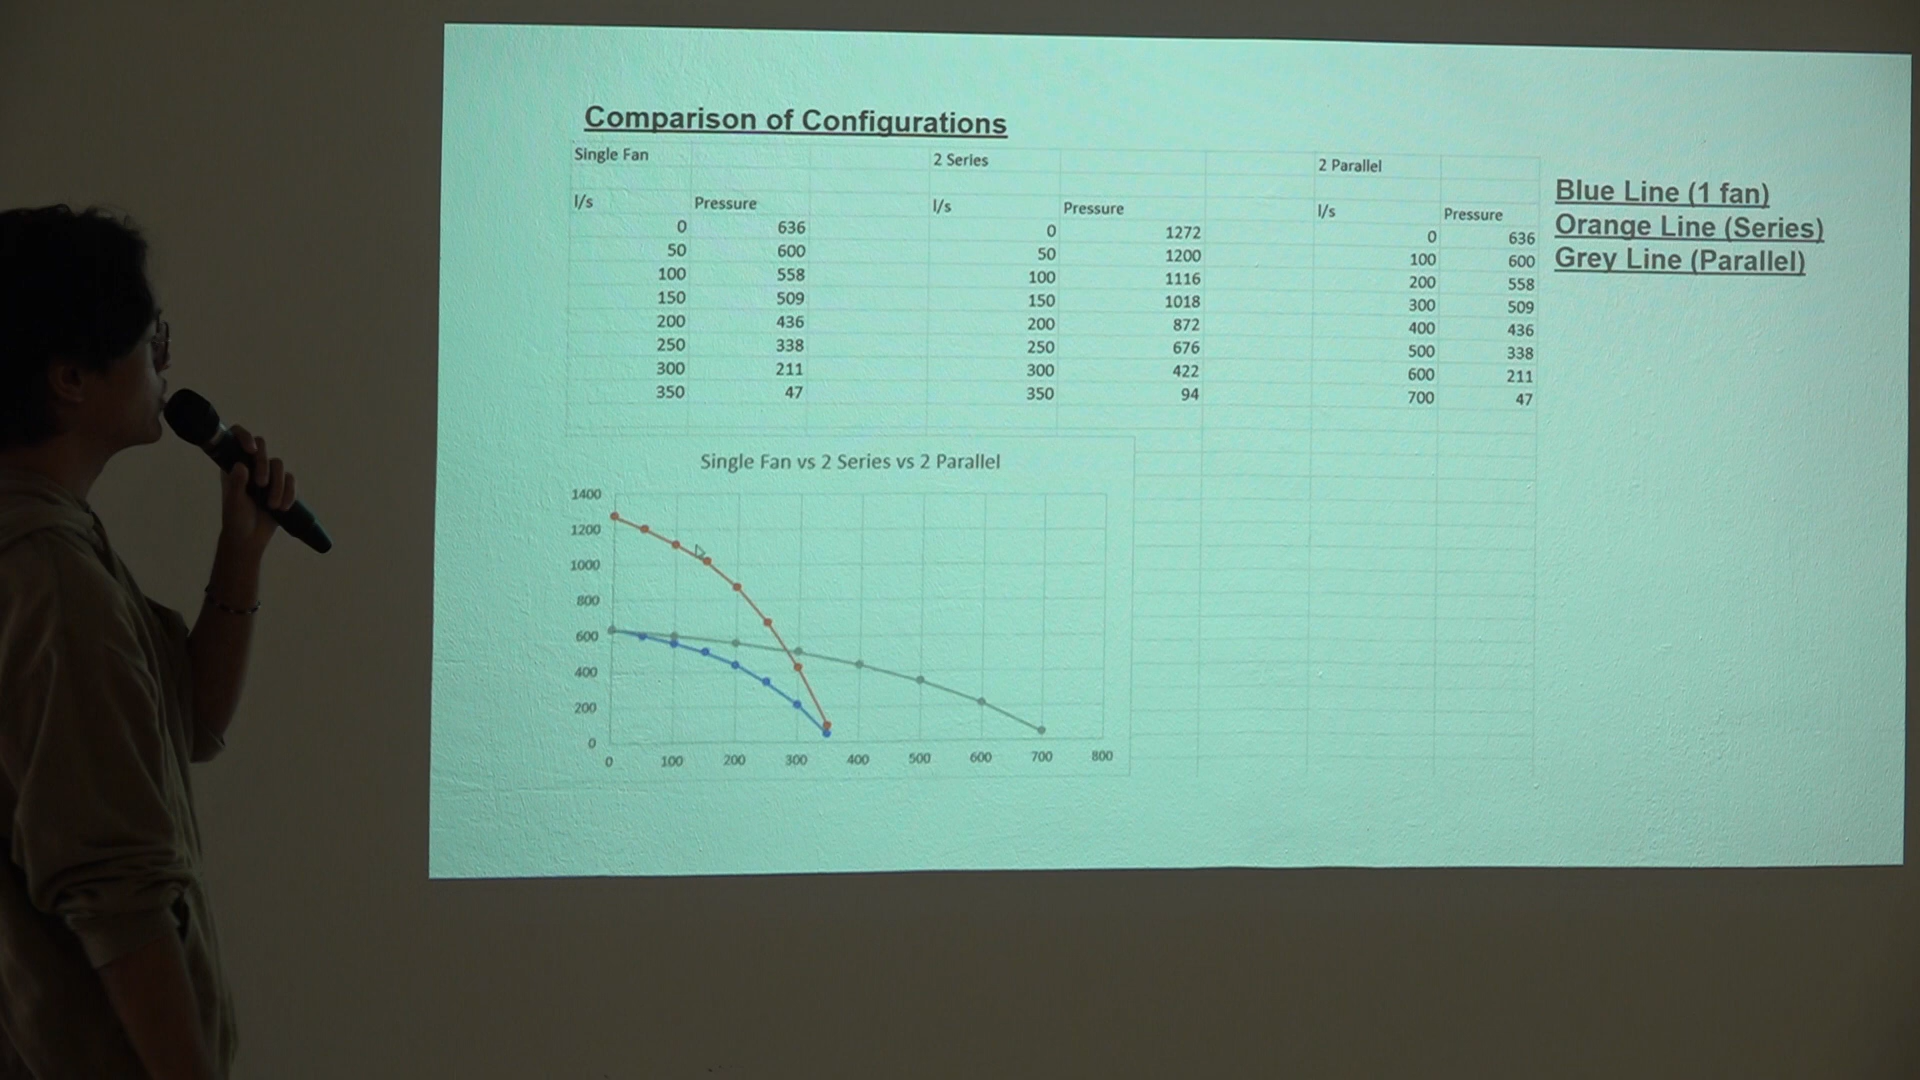 Comparison of Configurations
Single Fan 2 Series 2 Parallel
l/s Pressure l/s Pressure l/s Pressure
0 636 0 1272 0 636
50 600 50 1200 100 600
100 558 100 1116 200 558
150 509 150 1018 300 509
200 436 200 872 400 436
250 338 250 676 500 338
300 211 300 422 600 211
350 47 350 94 700 47
Blue Line (1 fan)
Orange Line (Series)
Grey Line (Parallel)
Single Fan vs 2 Series vs 2 Parallel
1400
1200
1000
800
600
400
200
0
0 100 200 300 400 500 600 700 800